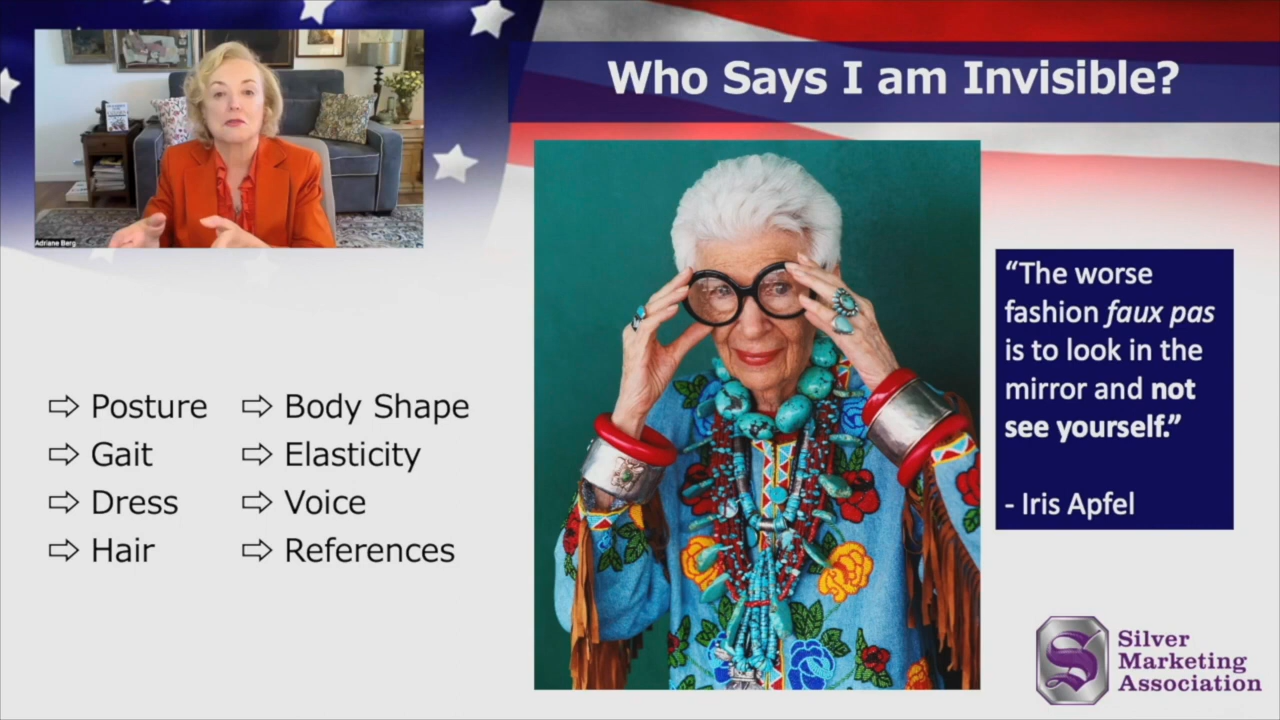 Who Says I am Invisible?
Adriane Berg
⇨ Posture
⇨ Gait
⇨ Dress
⇨ Hair
⇨ Body Shape
⇨ Elasticity
⇨ Voice
⇨ References
“The worse
fashion faux pas
is to look in the
mirror and not
see yourself.”
- Iris Apfel
S
Silver
Marketing
Association